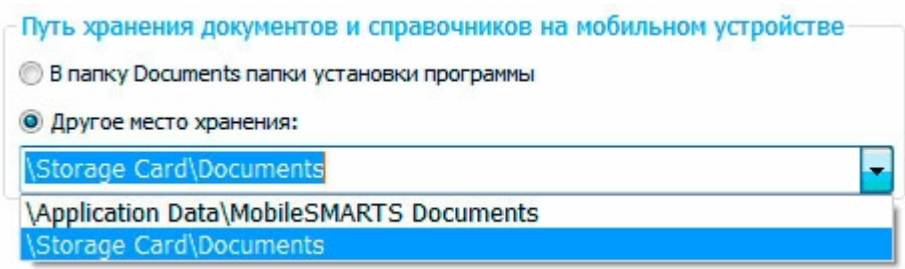 Путь хранения документов и справочников на мобильном устройстве
В папку Documents папки установки программы
Другое место хранения:
\Storage Card\Documents
\Application Data\MobileSMARTS Documents
\Storage Card\Documents